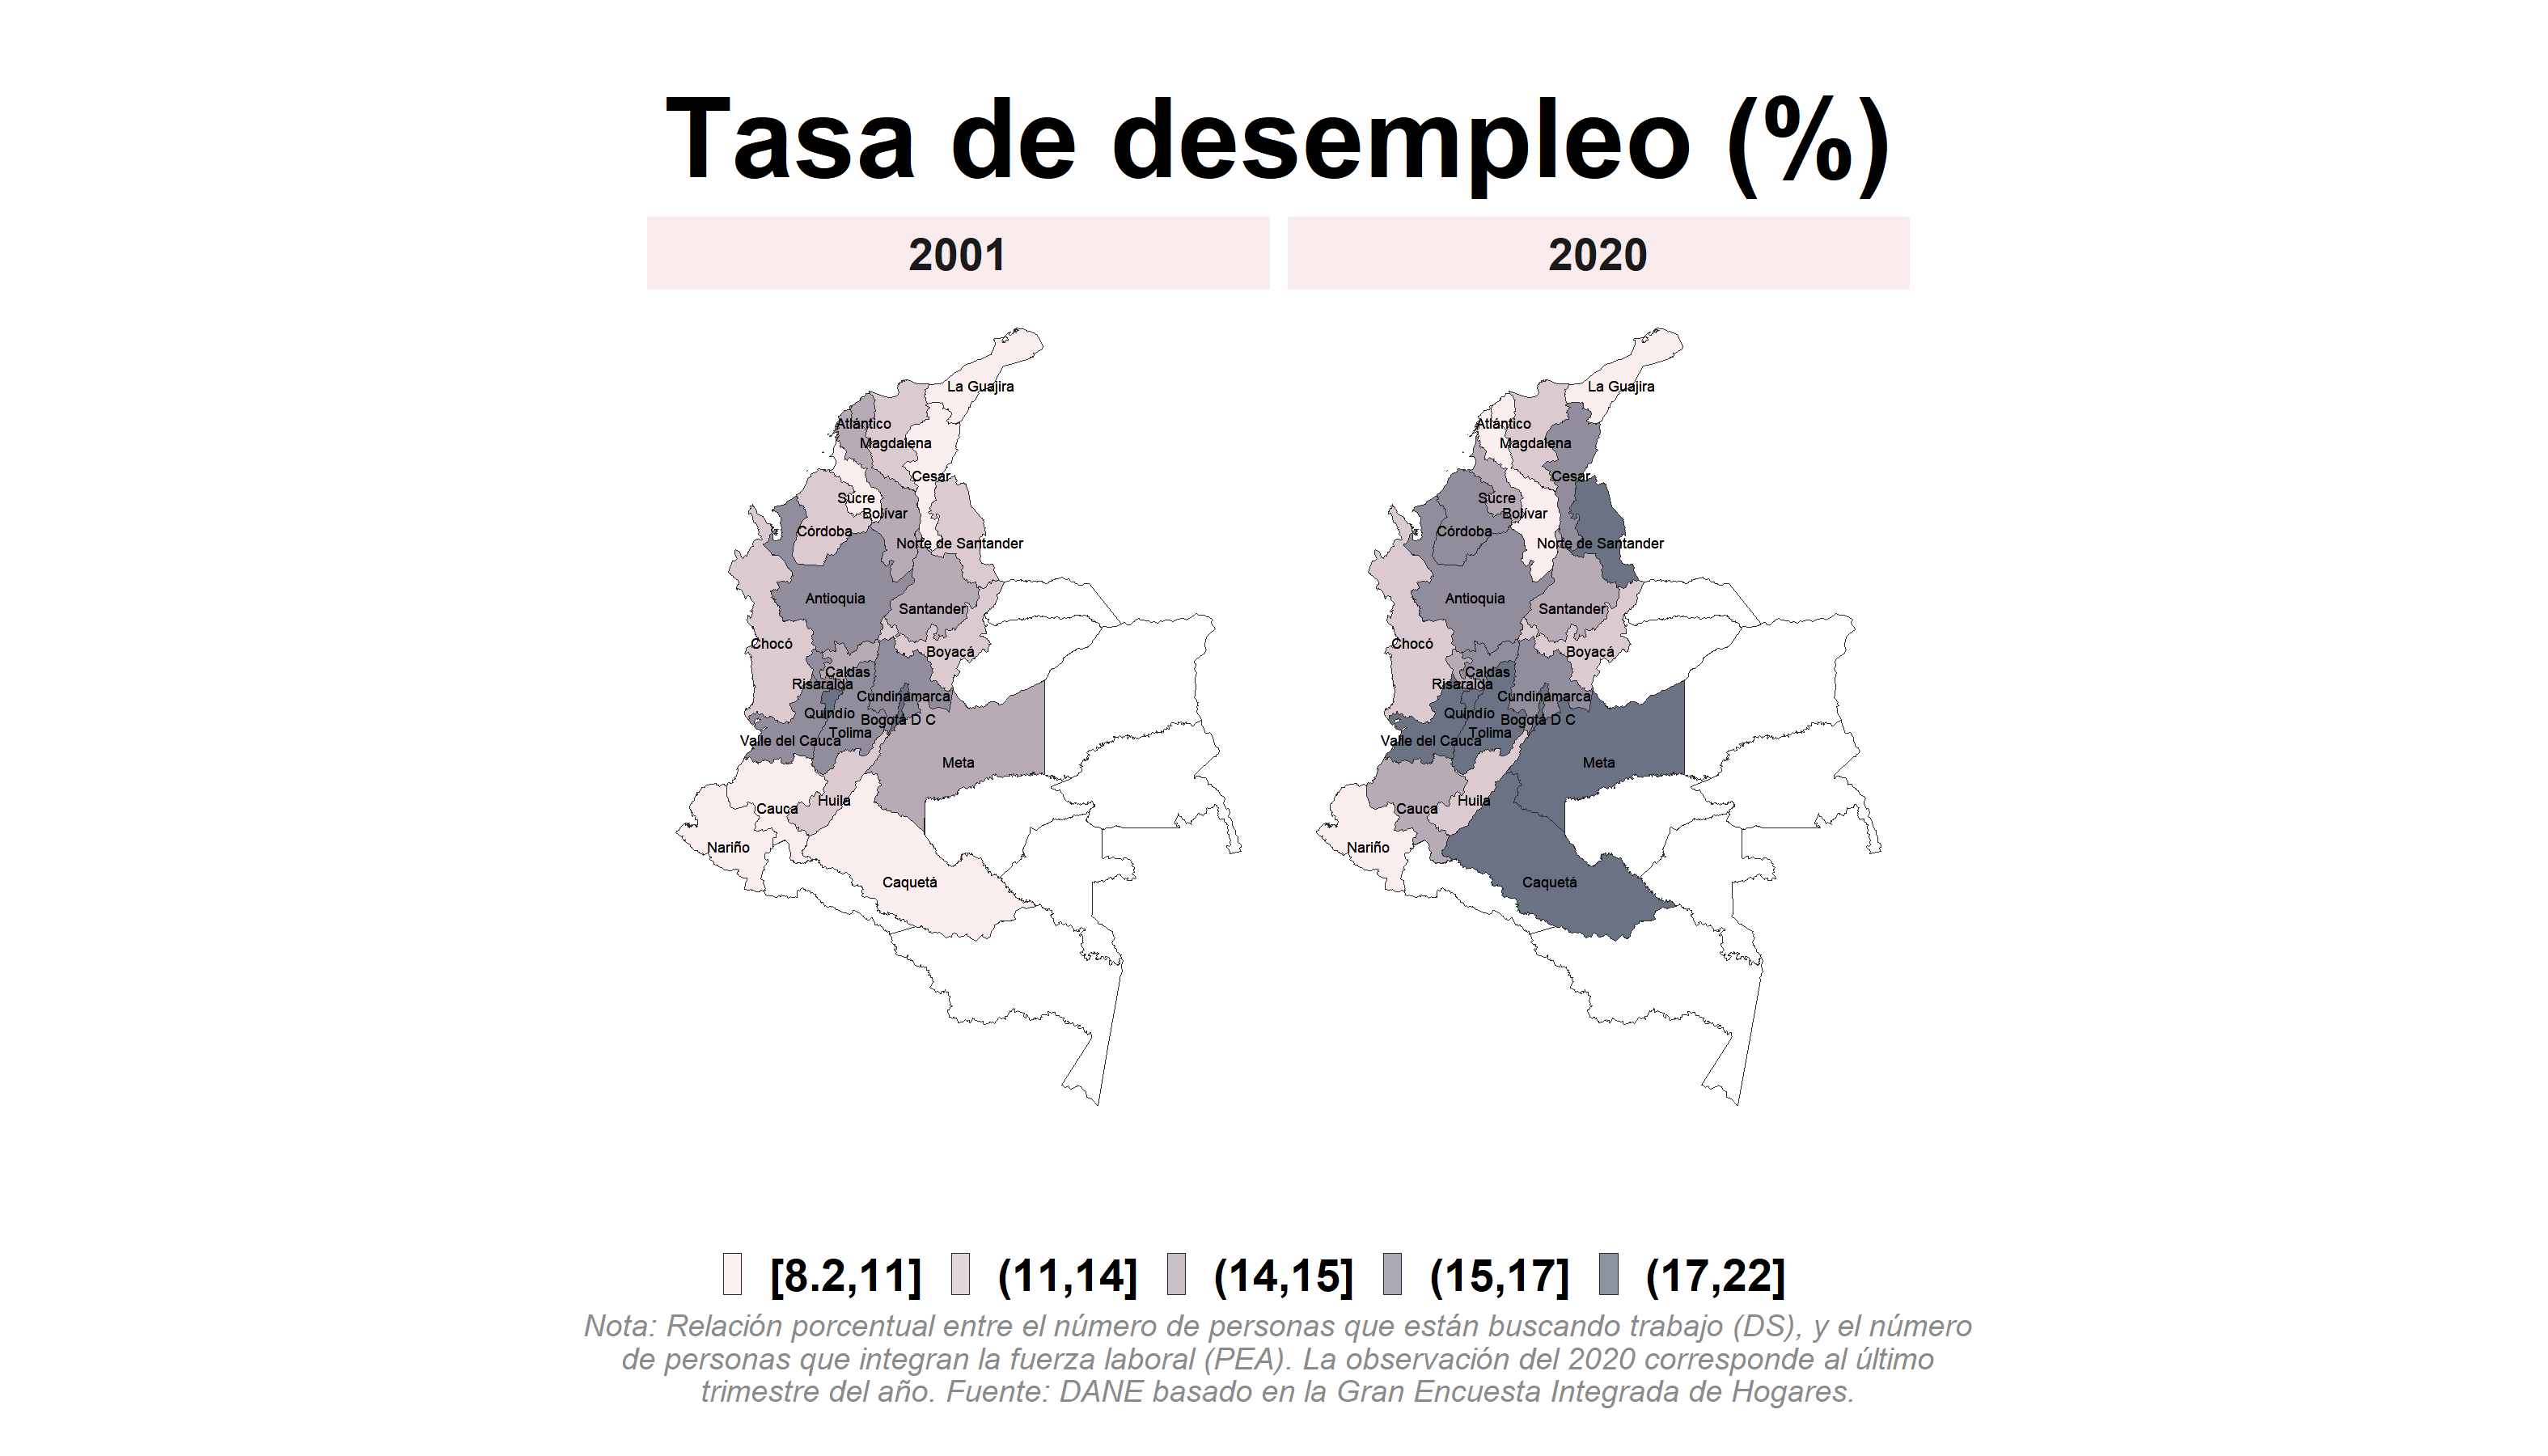 Tasa de desempleo (%)
2001
2020
La Guajira
Atlántico
Magdalena
Cesar
Sucre
Bolívar
Córdoba
Norte de Santander
Antioquia
Santander
Chocó
Boyacá
Caldas
Risaralda
Cundinamarca
Quindío
Bogotá D C
Tolima
Valle del Cauca
Meta
Huila
Cauca
Nariño
Caquetá
La Guajira
Atlántico
Magdalena
Cesar
Sucre
Bolívar
Córdoba
Norte de Santander
Antioquia
Santander
Chocó
Boyacá
Caldas
Risaralda
Cundinamarca
Quindío
Bogotá D C
Tolima
Valle del Cauca
Meta
Huila
Cauca
Nariño
Caquetá
[8.2,11] (11,14] (14,15] (15,17] (17,22]
Nota: Relación porcentual entre el número de personas que están buscando trabajo (DS), y el número
de personas que integran la fuerza laboral (PEA). La observación del 2020 corresponde al último
trimestre del año. Fuente: DANE basado en la Gran Encuesta Integrada de Hogares.